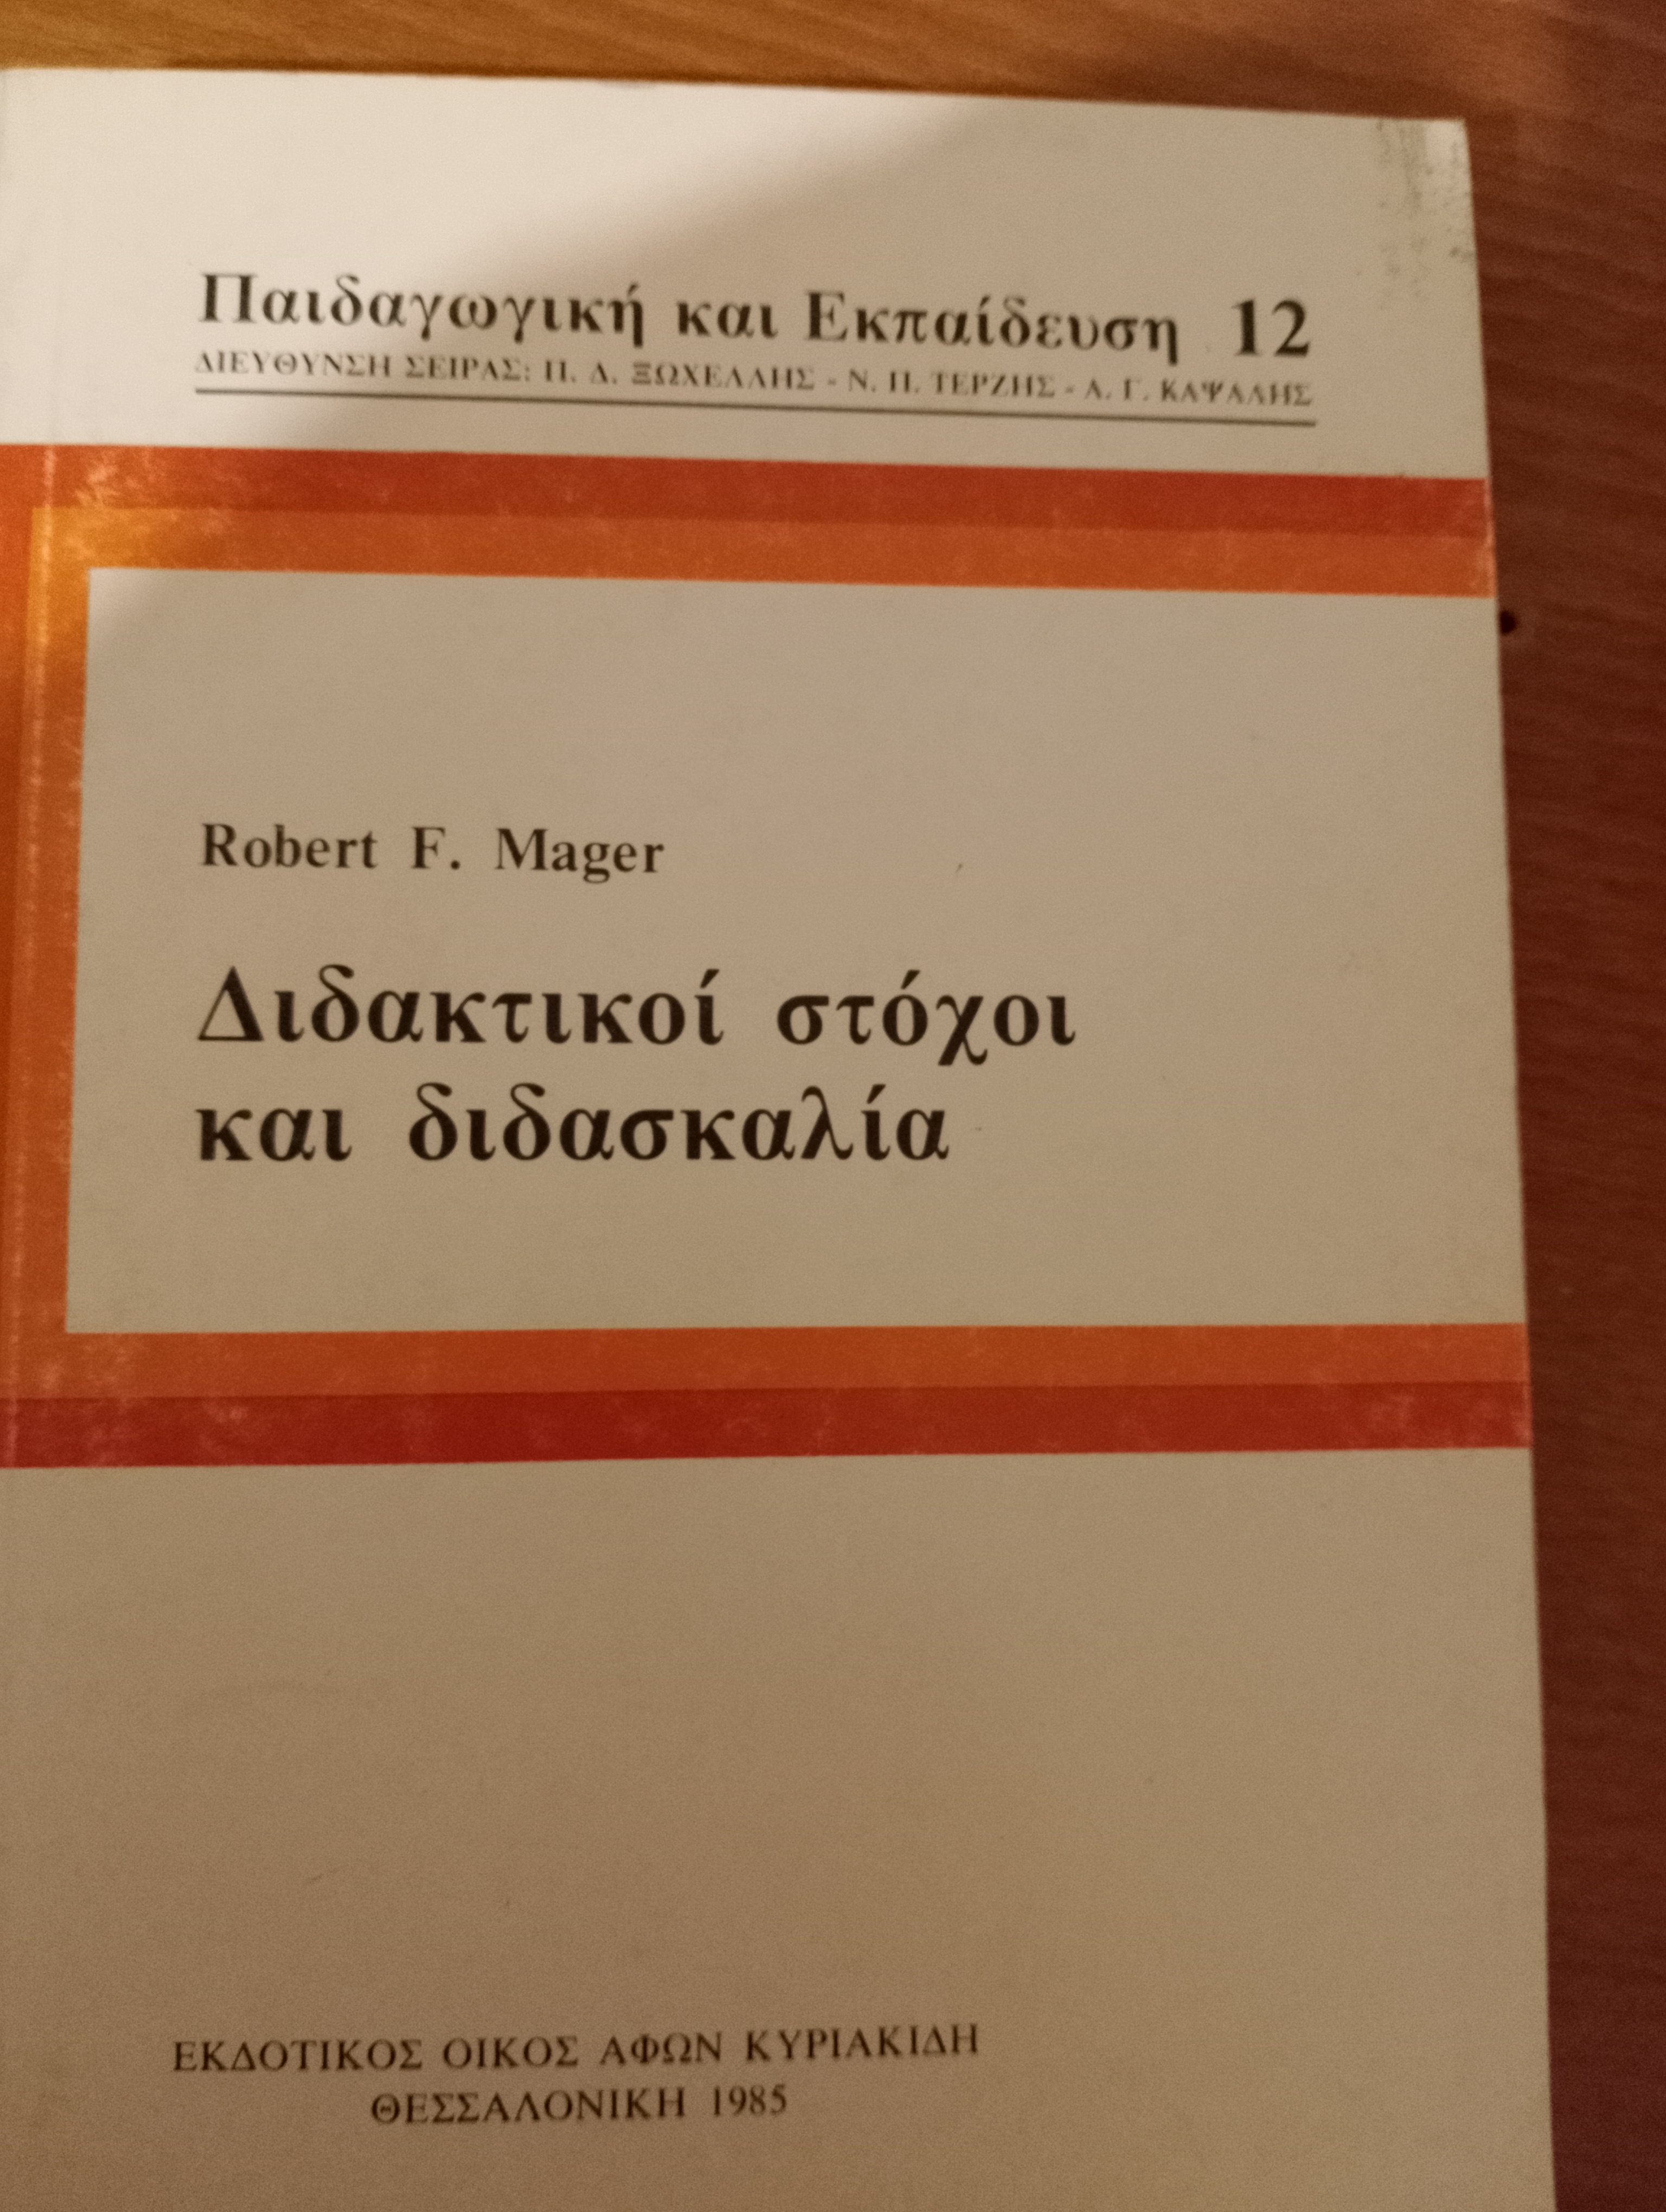 Παιδαγωγική και Εκπαίδευση 12
ΔΙΕΥΘΥΝΣΗ ΣΕΙΡΑΣ: Π. Δ. ΞΩΧΕΛΛΗΣ - Ν. Π. ΤΕΡΖΗΣ - Α. Γ. ΚΑΨΑΛΗΣ
Robert F. Mager
Διδακτικοί στόχοι
και διδασκαλία
ΕΚΔΟΤΙΚΟΣ ΟΙΚΟΣ ΑΦΩΝ ΚΥΡΙΑΚΙΔΗ
ΘΕΣΣΑΛΟΝΙΚΗ 1985